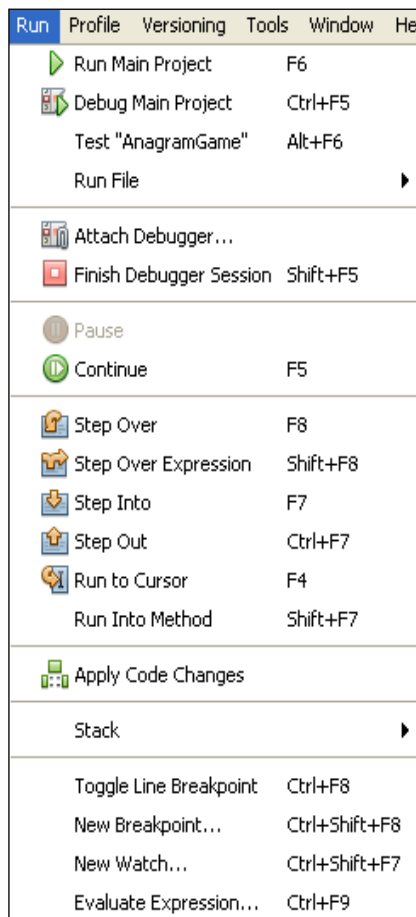 Run Profile Versioning Tools Window He
Run Main Project F6
Debug Main Project Ctrl+F5
Test "AnagramGame" Alt+F6
Run File
Attach Debugger...
Finish Debugger Session Shift+F5
Pause
Continue F5
Step Over F8
Step Over Expression Shift+F8
Step Into F7
Step Out Ctrl+F7
Run to Cursor F4
Run Into Method Shift+F7
Apply Code Changes
Stack
Toggle Line Breakpoint Ctrl+F8
New Breakpoint... Ctrl+Shift+F8
New Watch... Ctrl+Shift+F7
Evaluate Expression... Ctrl+F9